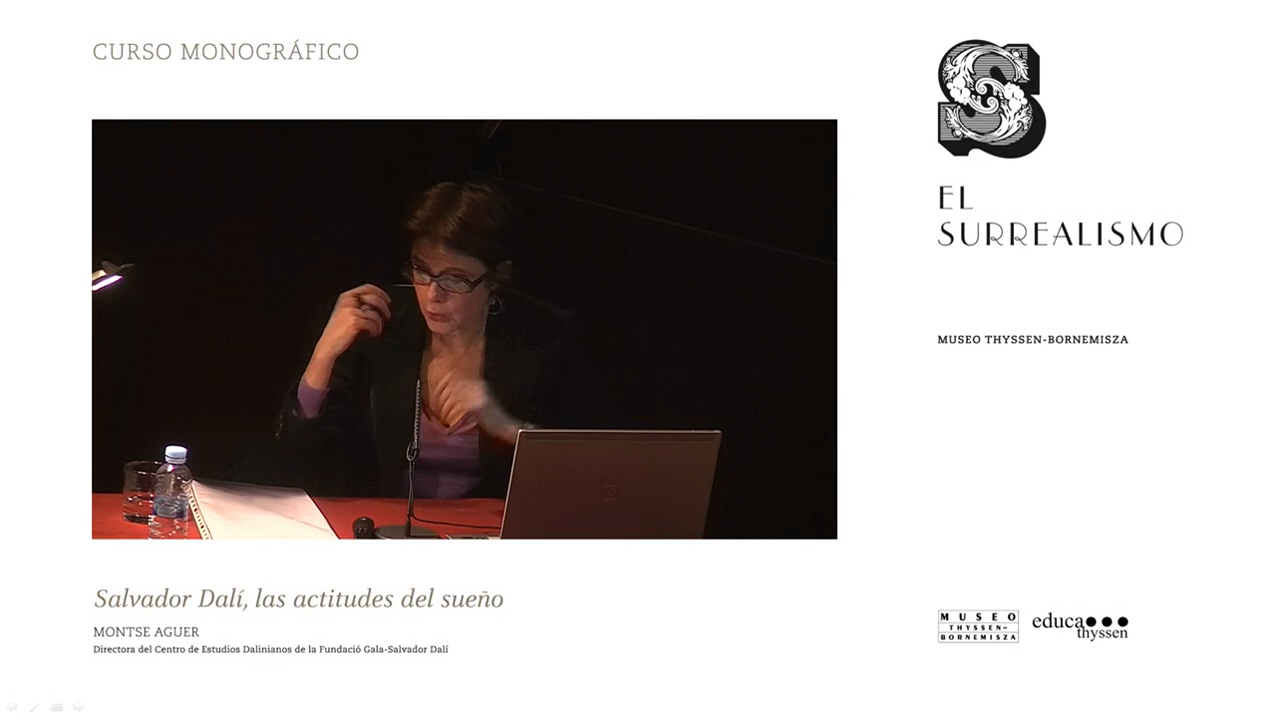 CURSO MONOGRÁFICO
S
EL
SURREALISMO
MUSEO THYSSEN-BORNEMISZA
Salvador Dalí, las actitudes del sueño
MONTSE AGUER
Directora del Centro de Estudios Dalinianos de la Fundació Gala-Salvador Dalí
MUSEO
THYSSEN-
BORNEMISZA
educa
thyssen